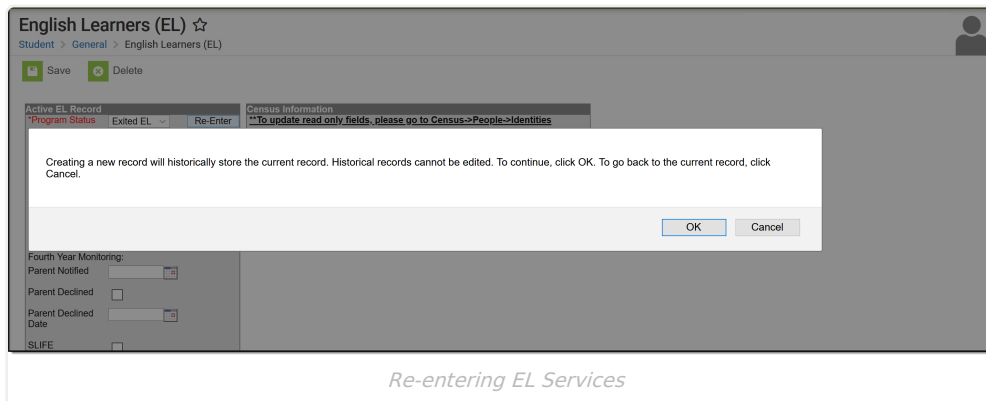 English Learners (EL) ☆
Student > General > English Learners (EL)
Save Delete
Active EL Record Census Information
*Program Status Exited EL Re-Enter **To update read only fields, please go to Census->People->Identities
Creating a new record will historically store the current record. Historical records cannot be edited. To continue, click OK. To go back to the current record, click
Cancel.
OK Cancel
Fourth Year Monitoring:
Parent Notified
Parent Declined
Parent Declined
Date
SLIFE
Re-entering EL Services